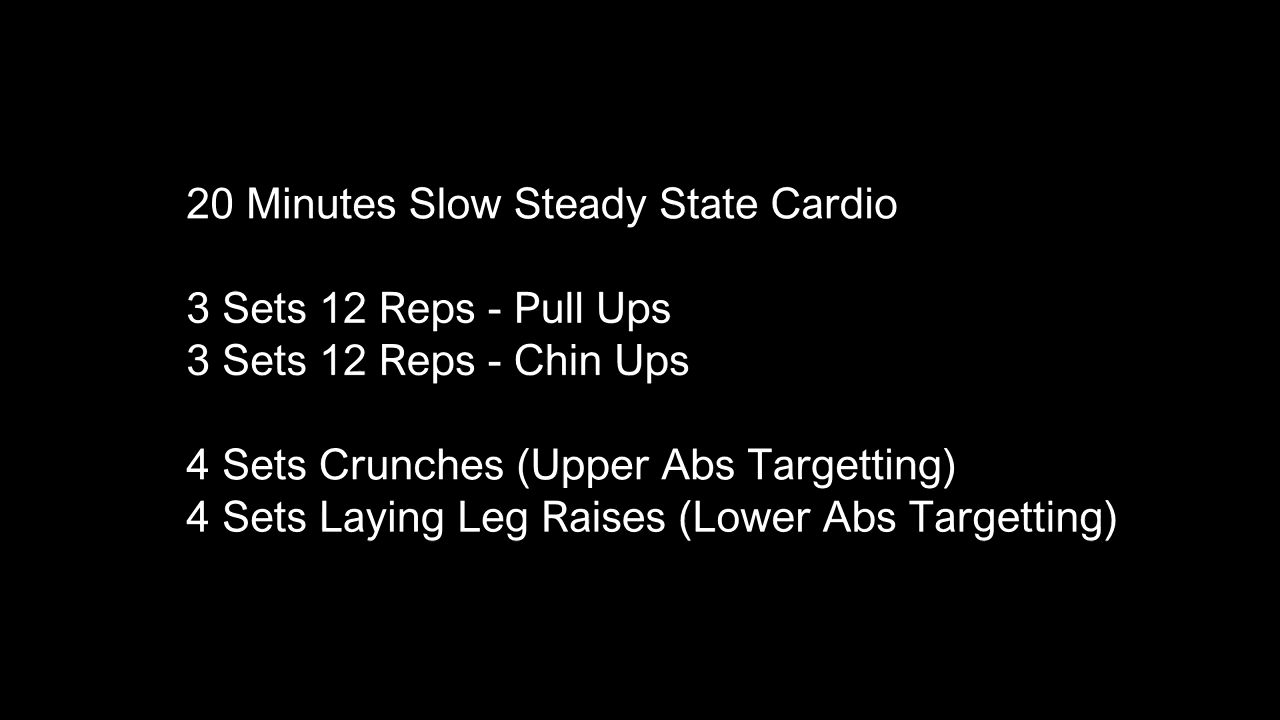 20 Minutes Slow Steady State Cardio
3 Sets 12 Reps - Pull Ups
3 Sets 12 Reps - Chin Ups
4 Sets Crunches (Upper Abs Targetting)
4 Sets Laying Leg Raises (Lower Abs Targetting)